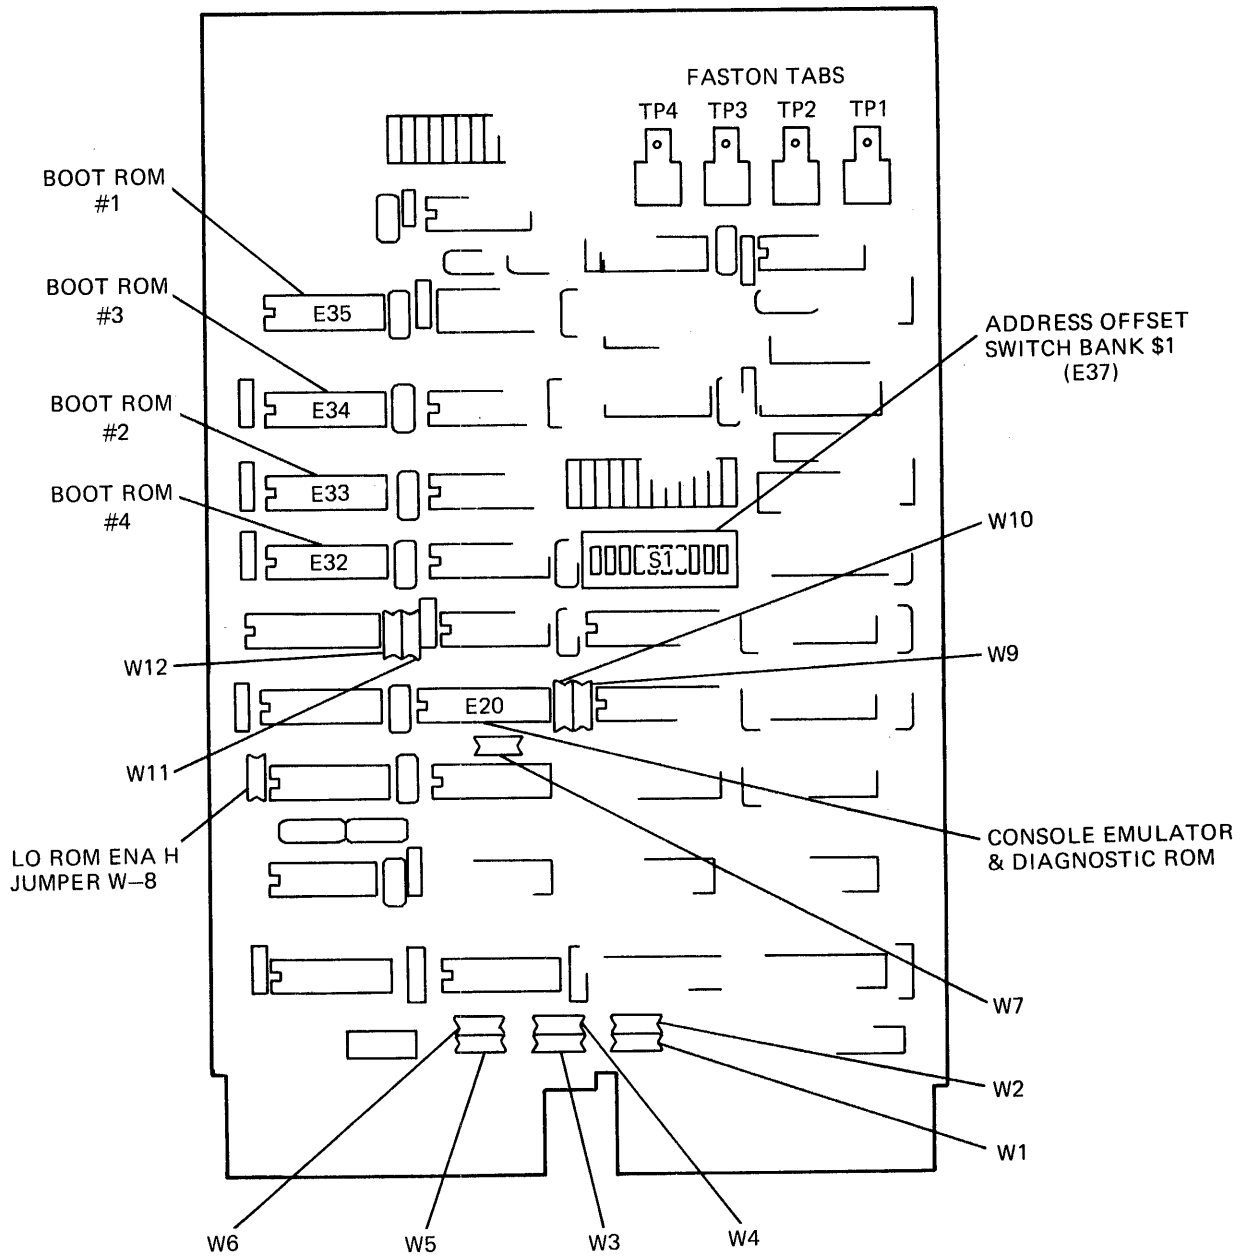 FASTON TABS
TP4 TP3 TP2 TP1
BOOT ROM
#1
E35
BOOT ROM
#3
ADDRESS OFFSET
SWITCH BANK $1
(E37)
E34
BOOT ROM
#2
E33
BOOT ROM
#4
W10
E32
S1
W12
W9
E20
W11
LO ROM ENA H
JUMPER W–8
CONSOLE EMULATOR
& DIAGNOSTIC ROM
W7
W2
W1
W6
W5
W3
W4